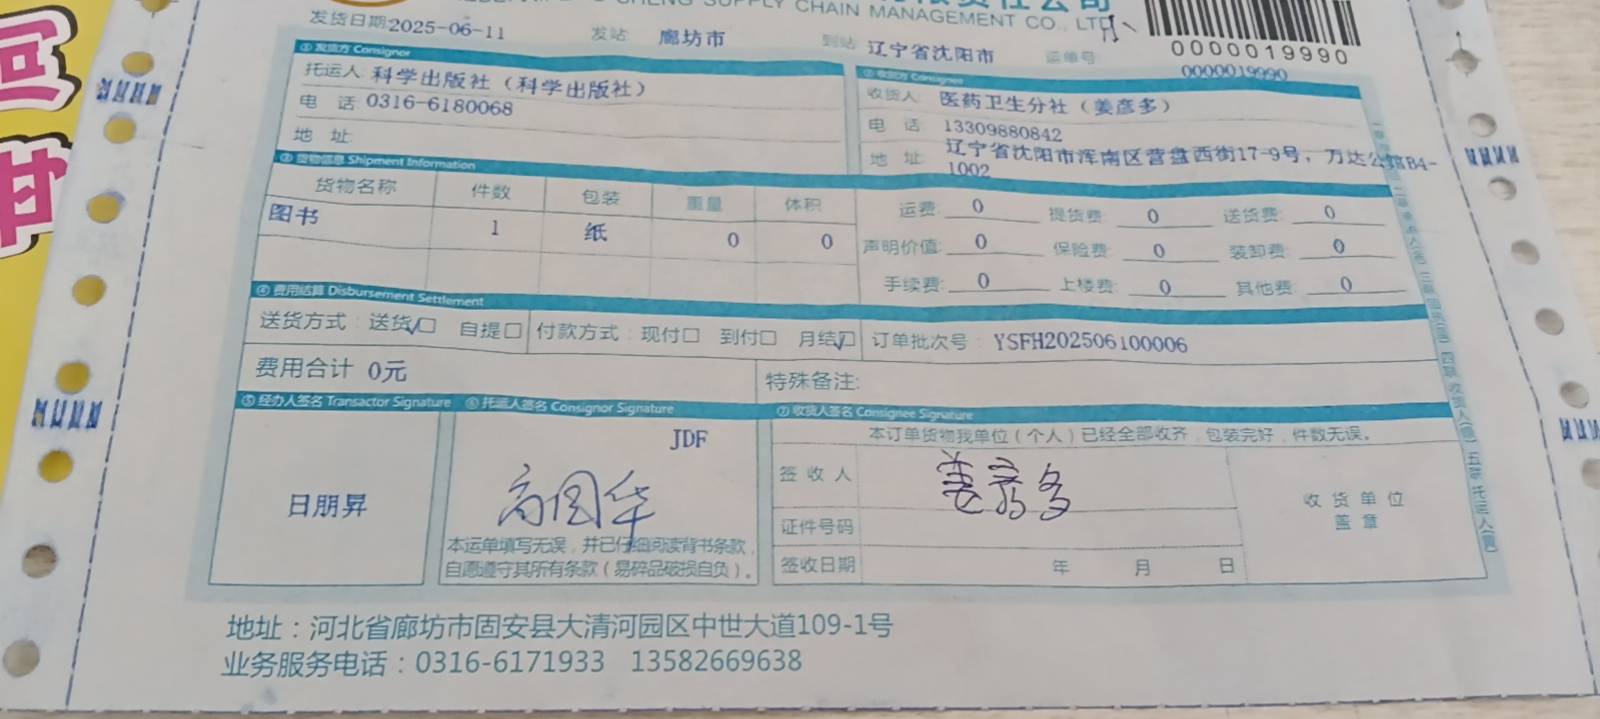 CHENG SUPPLY CHAIN MANAGEMENT CO., LTD.
发货日期 2025-06-11 发站 廊坊市 到站 辽宁省沈阳市 运单号 0000019990
0000019990
①发货方 Consignor ②收货方 Consignee
托运人 科学出版社（科学出版社） 收货人 医药卫生分社（姜彦多）
电 话 0316-6180068 电 话 13309880842
地 址 地 址 辽宁省沈阳市浑南区营盘西街17-9号，万达公馆B4-
1002
③货物信息 Shipment Information
货物名称 件数 包装 重量 体积 运费: 0 提货费: 0 送货费: 0
图书 1 纸 0 0 声明价值: 0 保险费: 0 装卸费: 0
手续费: 0 上楼费: 0 其他费: 0
④费用结算 Disbursement Settlement
送货方式：送货☑ 自提□ 付款方式：现付□ 到付□ 月结☑ 订单批次号： YSFH202506100006
费用合计 0元 特殊备注:
⑤经办人签名 Transactor Signature ⑥托运人签名 Consignor Signature ⑦收货人签名 Consignee Signature
JDF 本订单货物我单位（个人）已经全部收齐，包装完好，件数无误。
日朋昇 高国华 签收人 姜彦多 收货单位
盖章
本运单填写无误，并已仔细阅读背书条款， 证件号码
自愿遵守其所有条款（易碎品破损自负）。 签收日期 年 月 日
地址：河北省廊坊市固安县大清河园区中世大道109-1号
业务服务电话：0316-6171933 13582669638